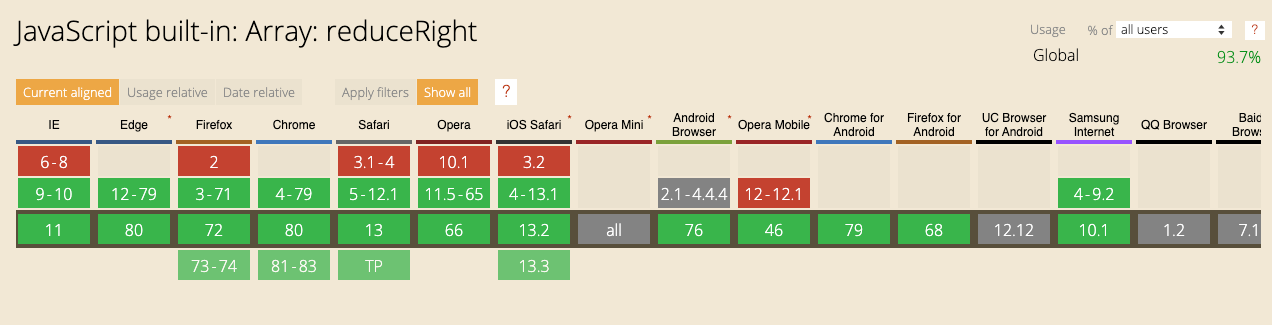 JavaScript built-in: Array: reduceRight
Usage % of all users ?
Global 93.7%
Current aligned Usage relative Date relative Apply filters Show all ?
IE Edge * Firefox Chrome Safari Opera iOS Safari * Opera Mini * Android Browser * Opera Mobile * Chrome for Android Firefox for Android UC Browser for Android Samsung Internet QQ Browser Baid Brows
6-8 2 3.1-4 10.1 3.2
9-10 12-79 3-71 4-79 5-12.1 11.5-65 4-13.1 2.1-4.4.4 12-12.1 4-9.2
11 80 72 80 13 66 13.2 all 76 46 79 68 12.12 10.1 1.2 7.1
73-74 81-83 TP 13.3